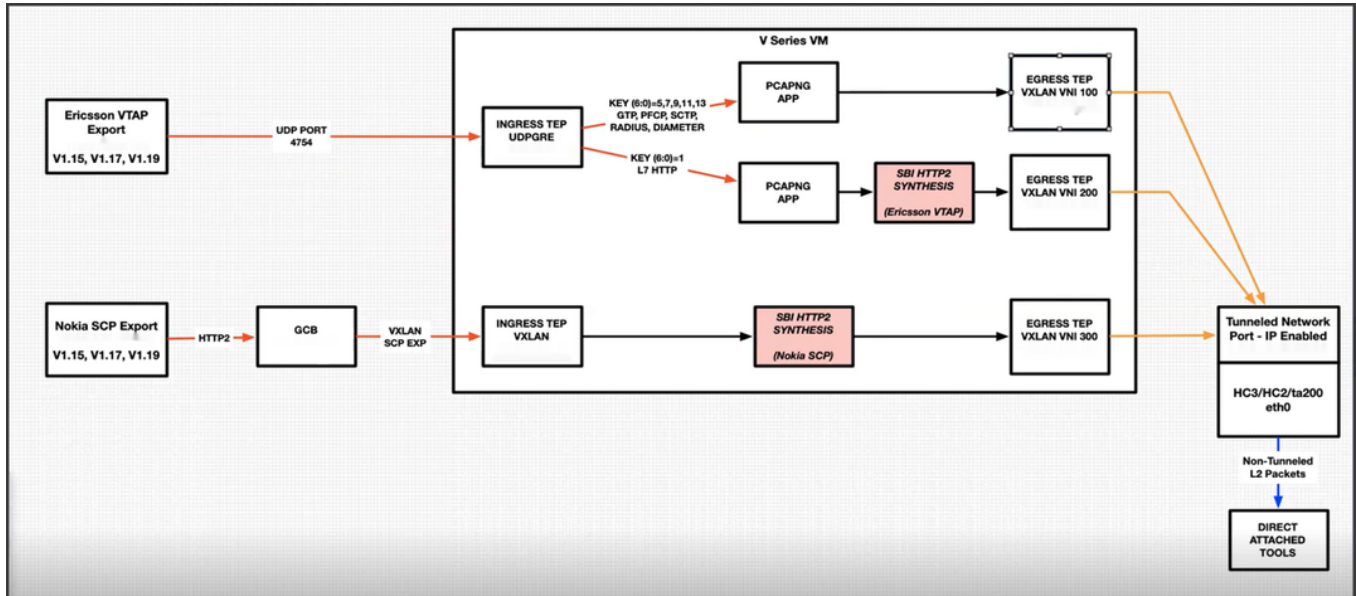 V Series VM
Ericsson VTAP
Export
V1.15, V1.17, V1.19
UDP PORT
4754
INGRESS TEP
UDPGRE
KEY (6:0)=5,7,9,11,13
GTP, PFCP, SCTP,
RADIUS, DIAMETER
PCAPNG
APP
EGRESS TEP
VXLAN VNI 100
KEY (6:0)=1
L7 HTTP
PCAPNG
APP
SBI HTTP2
SYNTHESIS
(Ericsson VTAP)
EGRESS TEP
VXLAN VNI 200
Nokia SCP Export
V1.15, V1.17, V1.19
HTTP2
GCB
VXLAN
SCP EXP
INGRESS TEP
VXLAN
SBI HTTP2
SYNTHESIS
(Nokia SCP)
EGRESS TEP
VXLAN VNI 300
Tunneled Network
Port - IP Enabled
HC3/HC2/ta200
eth0
Non-Tunneled
L2 Packets
DIRECT
ATTACHED
TOOLS